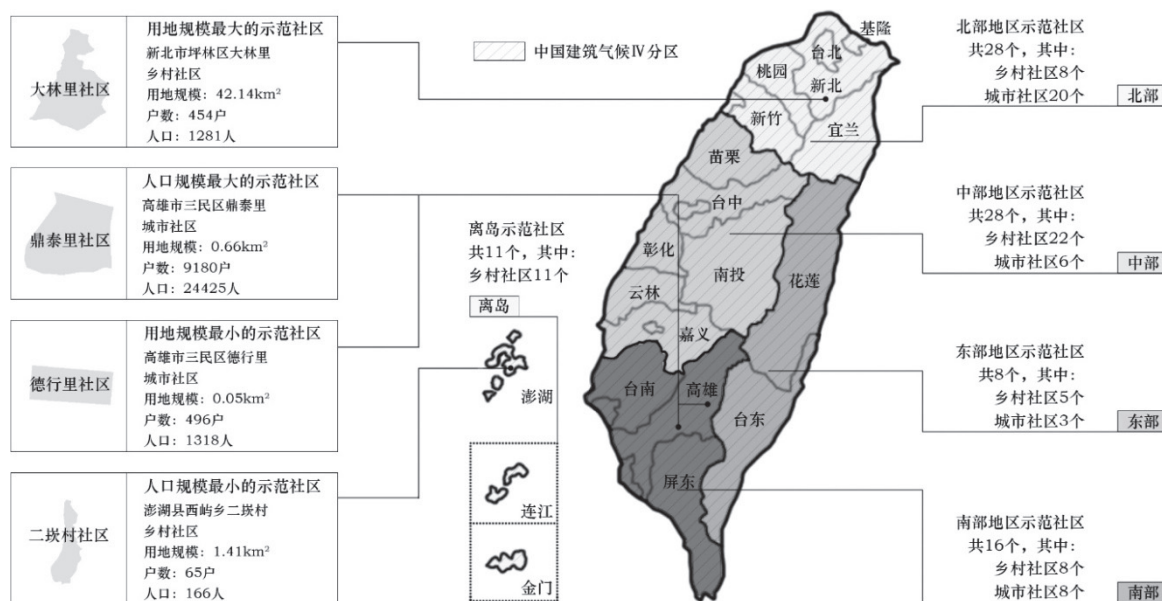 大林里社区
用地规模最大的示范社区
新北市坪林区大林里
乡村社区
用地规模：42.14km²
户数：454户
人口：1281人
鼎泰里社区
人口规模最大的示范社区
高雄市三民区鼎泰里
城市社区
用地规模：0.66km²
户数：9180户
人口：24425人
德行里社区
用地规模最小的示范社区
高雄市三民区德行里
城市社区
用地规模：0.05km²
户数：496户
人口：1318人
二崁村社区
人口规模最小的示范社区
澎湖县西屿乡二崁村
乡村社区
用地规模：1.41km²
户数：65户
人口：166人
中国建筑气候Ⅳ分区
离岛示范社区
共11个，其中：
乡村社区11个
离岛
澎湖
连江
金门
基隆
台北
桃园
新北
新竹
宜兰
苗栗
台中
彰化
南投
花莲
云林
嘉义
台南
高雄
台东
屏东
北部地区示范社区
共28个，其中：
乡村社区8个
城市社区20个
北部
中部地区示范社区
共28个，其中：
乡村社区22个
城市社区6个
中部
东部地区示范社区
共8个，其中：
乡村社区5个
城市社区3个
东部
南部地区示范社区
共16个，其中：
乡村社区8个
城市社区8个
南部